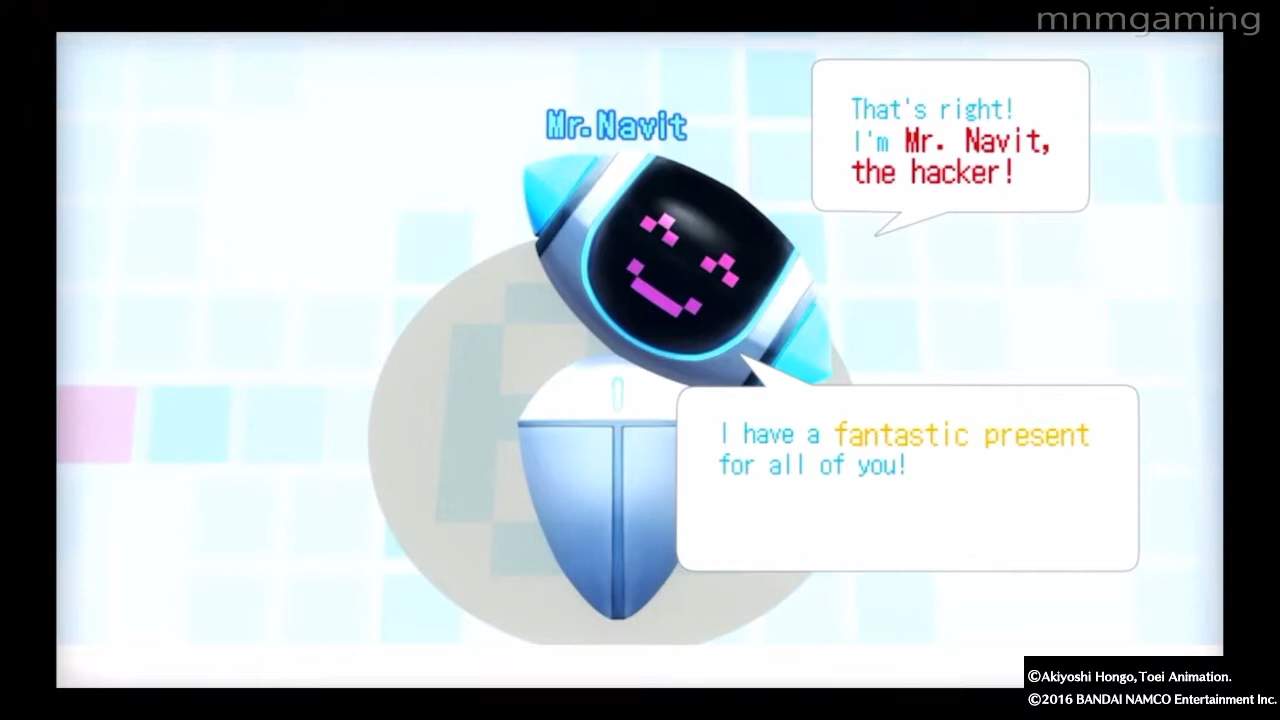 mnmgaming
Mr. Navit
That's right!
I'm Mr. Navit,
the hacker!
I have a fantastic present
for all of you!
©Akiyoshi Hongo, Toei Animation.
©2016 BANDAI NAMCO Entertainment Inc.